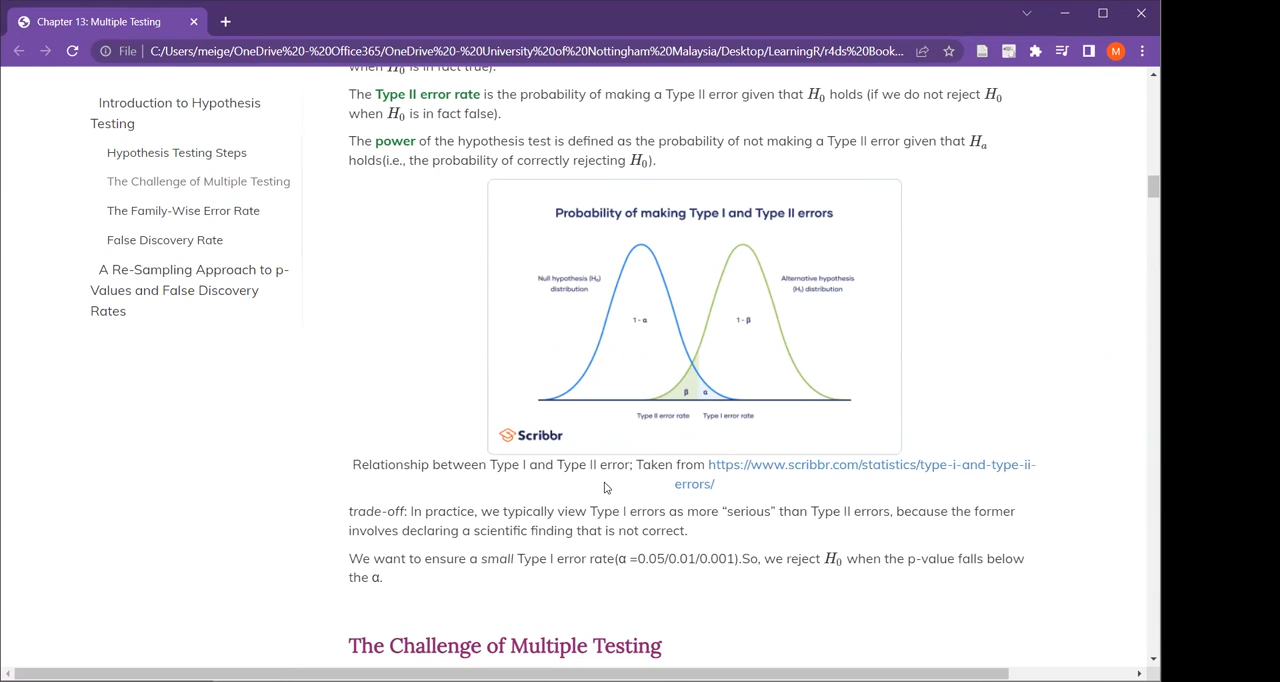 Chapter 13: Multiple Testing
File | C:/Users/meige/OneDrive%20-%20Office365/OneDrive%20-%20University%20of%20Nottingham%20Malaysia/Desktop/LearningR/r4ds%20Book...
M
Introduction to Hypothesis
Testing
Hypothesis Testing Steps
The Challenge of Multiple Testing
The Family-Wise Error Rate
False Discovery Rate
A Re-Sampling Approach to p-
Values and False Discovery
Rates
when H0 is in fact true).
The Type II error rate is the probability of making a Type II error given that H0 holds (if we do not reject H0
when H0 is in fact false).
The power of the hypothesis test is defined as the probability of not making a Type II error given that Ha
holds(i.e., the probability of correctly rejecting H0).
Probability of making Type I and Type II errors
Null hypothesis (H0)
distribution
Alternative hypothesis
(H1) distribution
1 - α
1 - β
β α
Type II error rate Type I error rate
Scribbr
Relationship between Type I and Type II error; Taken from https://www.scribbr.com/statistics/type-i-and-type-ii-
errors/
trade-off: In practice, we typically view Type I errors as more “serious” than Type II errors, because the former
involves declaring a scientific finding that is not correct.
We want to ensure a small Type I error rate(α =0.05/0.01/0.001).So, we reject H0 when the p-value falls below
the α.
The Challenge of Multiple Testing